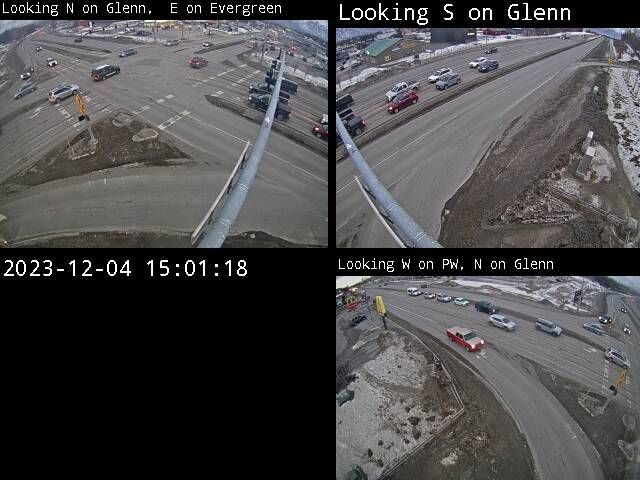 Looking N on Glenn, E on Evergreen
Looking S on Glenn
2023-12-04 15:01:18
Looking W on PW, N on Glenn